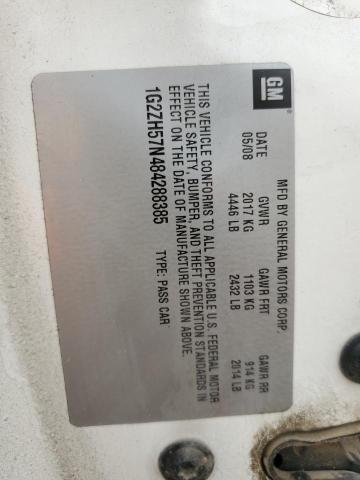 GM
MFD BY GENERAL MOTORS CORP
DATE GVWR GAWR FRT GAWR RR
05/08 2017 KG 1103 KG 914 KG
4446 LB 2432 LB 2014 LB
THIS VEHICLE CONFORMS TO ALL APPLICABLE U.S. FEDERAL MOTOR
VEHICLE SAFETY, BUMPER, AND THEFT PREVENTION STANDARDS IN
EFFECT ON THE DATE OF MANUFACTURE SHOWN ABOVE.
1G2ZH57N484288385 TYPE: PASS CAR